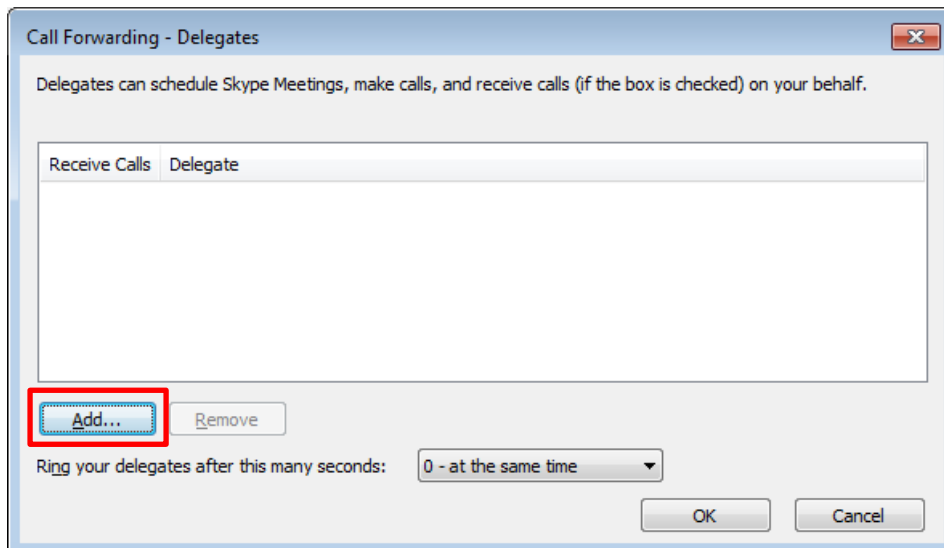 Call Forwarding - Delegates
Delegates can schedule Skype Meetings, make calls, and receive calls (if the box is checked) on your behalf.
Receive Calls Delegate
Add... Remove
Ring your delegates after this many seconds: 0 - at the same time
OK Cancel